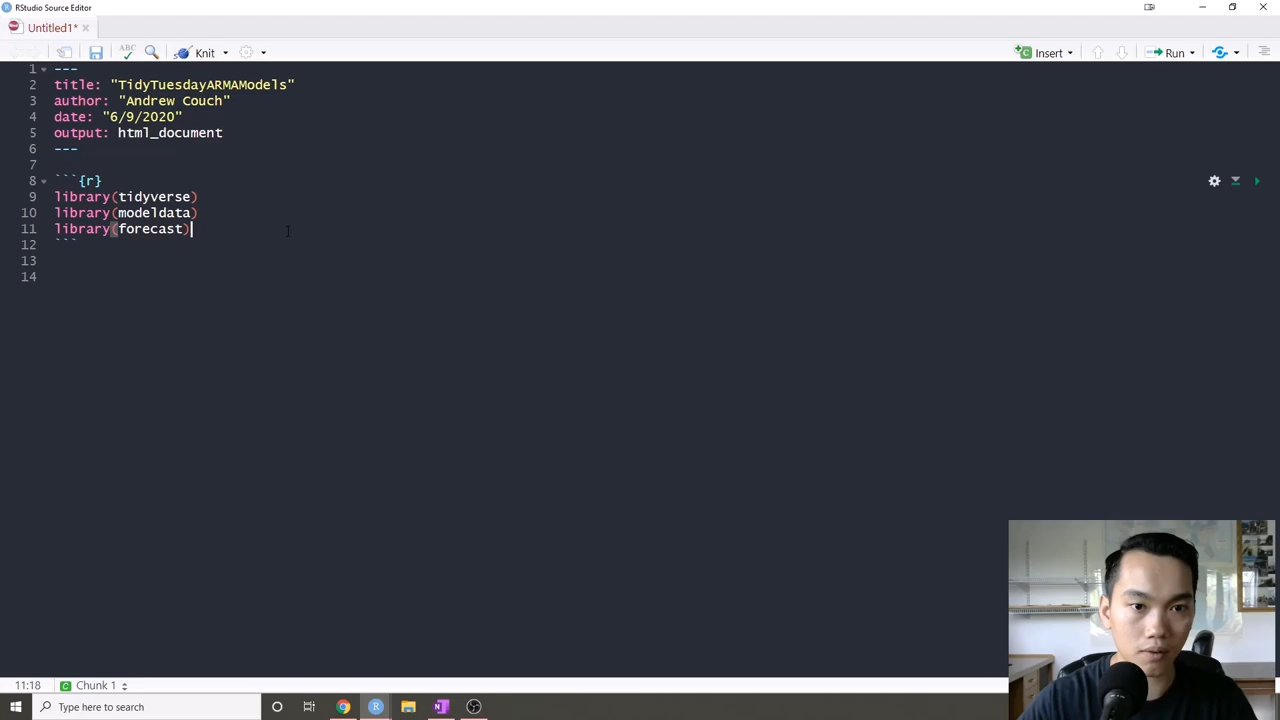 RStudio Source Editor
Untitled1*
ABC
Knit
Insert
Run
1 ---
2 title: "TidyTuesdayARMAModels"
3 author: "Andrew Couch"
4 date: "6/9/2020"
5 output: html_document
6 ---
7
8 ```{r}
9 library(tidyverse)
10 library(modeldata)
11 library(forecast)
12 ```
13
14
11:18 C Chunk 1
Type here to search